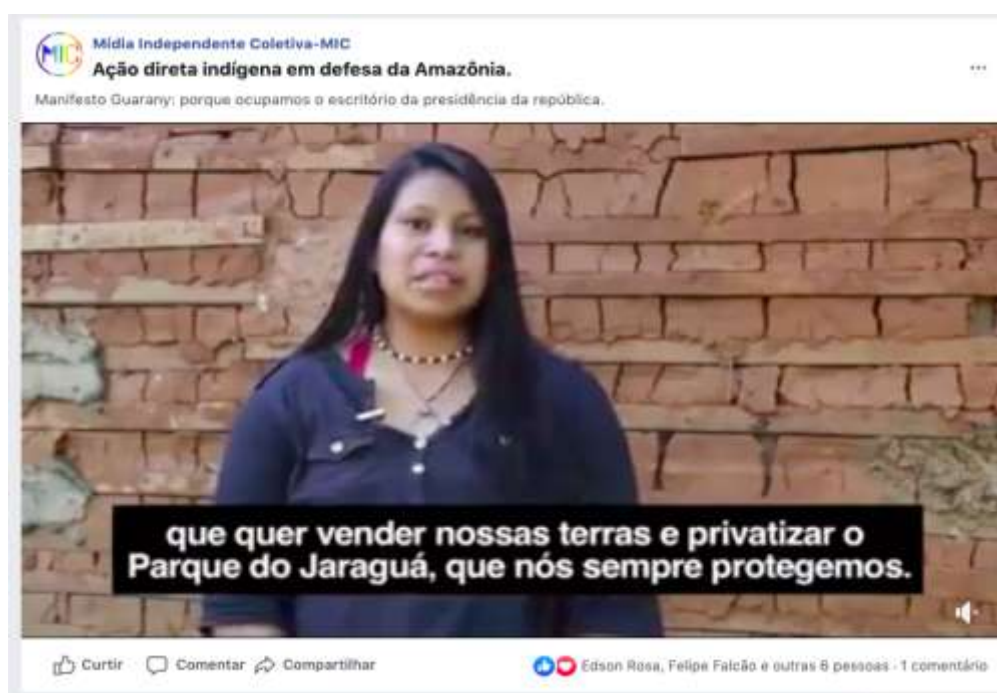 MIC
Mídia Independente Coletiva-MIC
Ação direta indígena em defesa da Amazônia.
Manifesto Guarany: porque ocupamos o escritório da presidência da república.
que quer vender nossas terras e privatizar o
Parque do Jaraguá, que nós sempre protegemos.
Curtir Comentar Compartilhar Edson Rosa, Felipe Falcão e outras 6 pessoas · 1 comentário